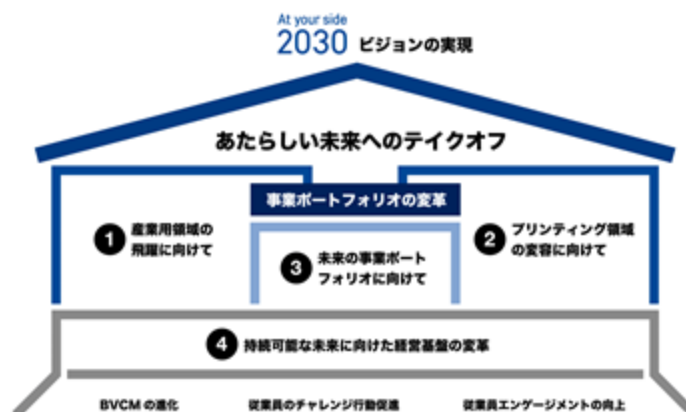 At your side
2030 ビジョンの実現
あたらしい未来へのテイクオフ
事業ポートフォリオの変革
1 産業用領域の
飛躍に向けて
2 プリンティング領域
の変容に向けて
3 未来の事業ポート
フォリオに向けて
4 持続可能な未来に向けた経営基盤の変革
BVCMの進化 従業員のチャレンジ行動促進 従業員エンゲージメントの向上